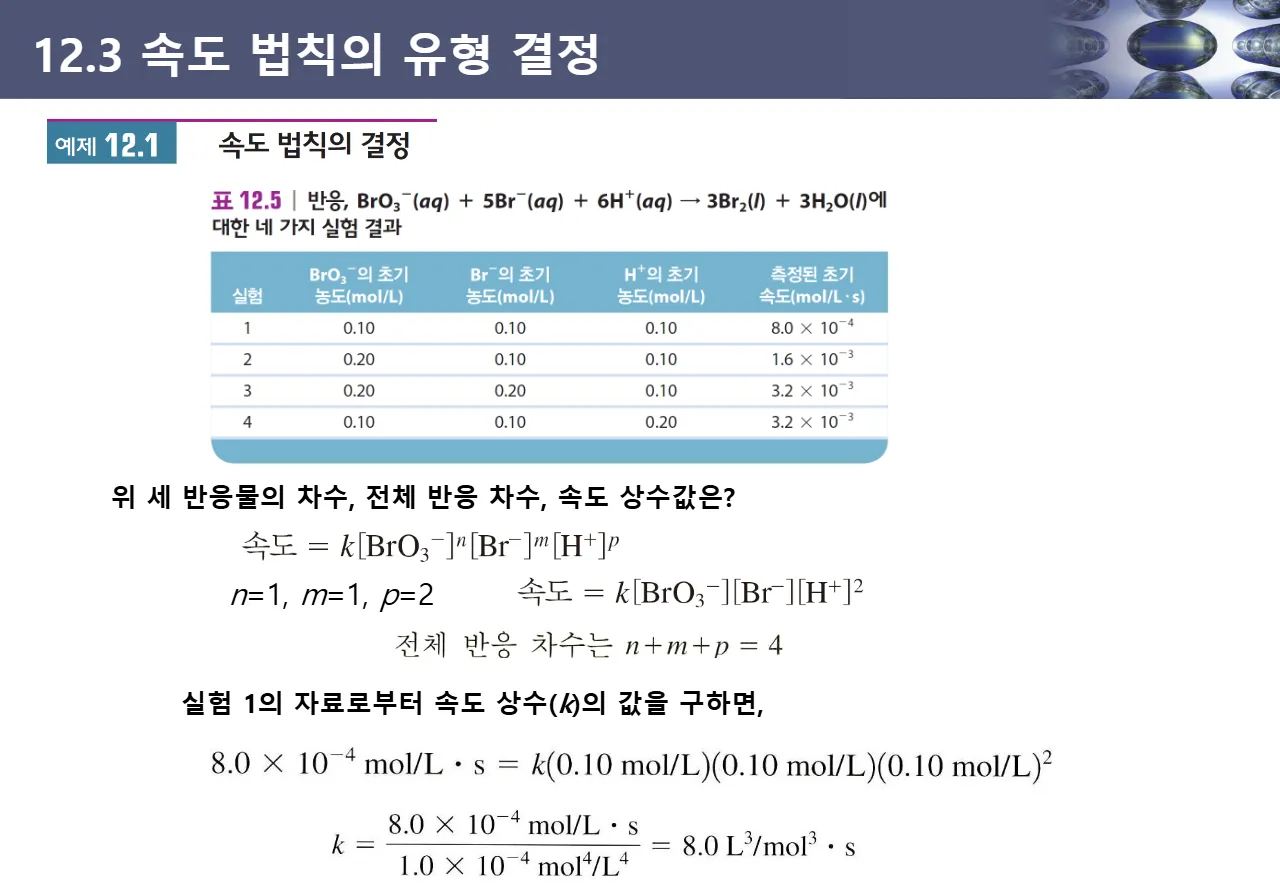 12.3 속도 법칙의 유형 결정
예제 12.1 속도 법칙의 결정
표 12.5 | 반응, BrO₃⁻(aq) + 5Br⁻(aq) + 6H⁺(aq) → 3Br₂(l) + 3H₂O(l)에
대한 네 가지 실험 결과
실험 BrO₃⁻의 초기 농도(mol/L) Br⁻의 초기 농도(mol/L) H⁺의 초기 농도(mol/L) 측정된 초기 속도(mol/L·s)
1 0.10 0.10 0.10 8.0 × 10⁻⁴
2 0.20 0.10 0.10 1.6 × 10⁻³
3 0.20 0.20 0.10 3.2 × 10⁻³
4 0.10 0.10 0.20 3.2 × 10⁻³
위 세 반응물의 차수, 전체 반응 차수, 속도 상수값은?
속도 = k[BrO₃⁻]ⁿ[Br⁻]ᵐ[H⁺]ᵖ
n=1, m=1, p=2 속도 = k[BrO₃⁻][Br⁻][H⁺]²
전체 반응 차수는 n+m+p = 4
실험 1의 자료로부터 속도 상수(k)의 값을 구하면,
8.0 × 10⁻⁴ mol/L · s = k(0.10 mol/L)(0.10 mol/L)(0.10 mol/L)²
k = 8.0 × 10⁻⁴ mol/L · s / 1.0 × 10⁻⁴ mol⁴/L⁴ = 8.0 L³/mol³ · s